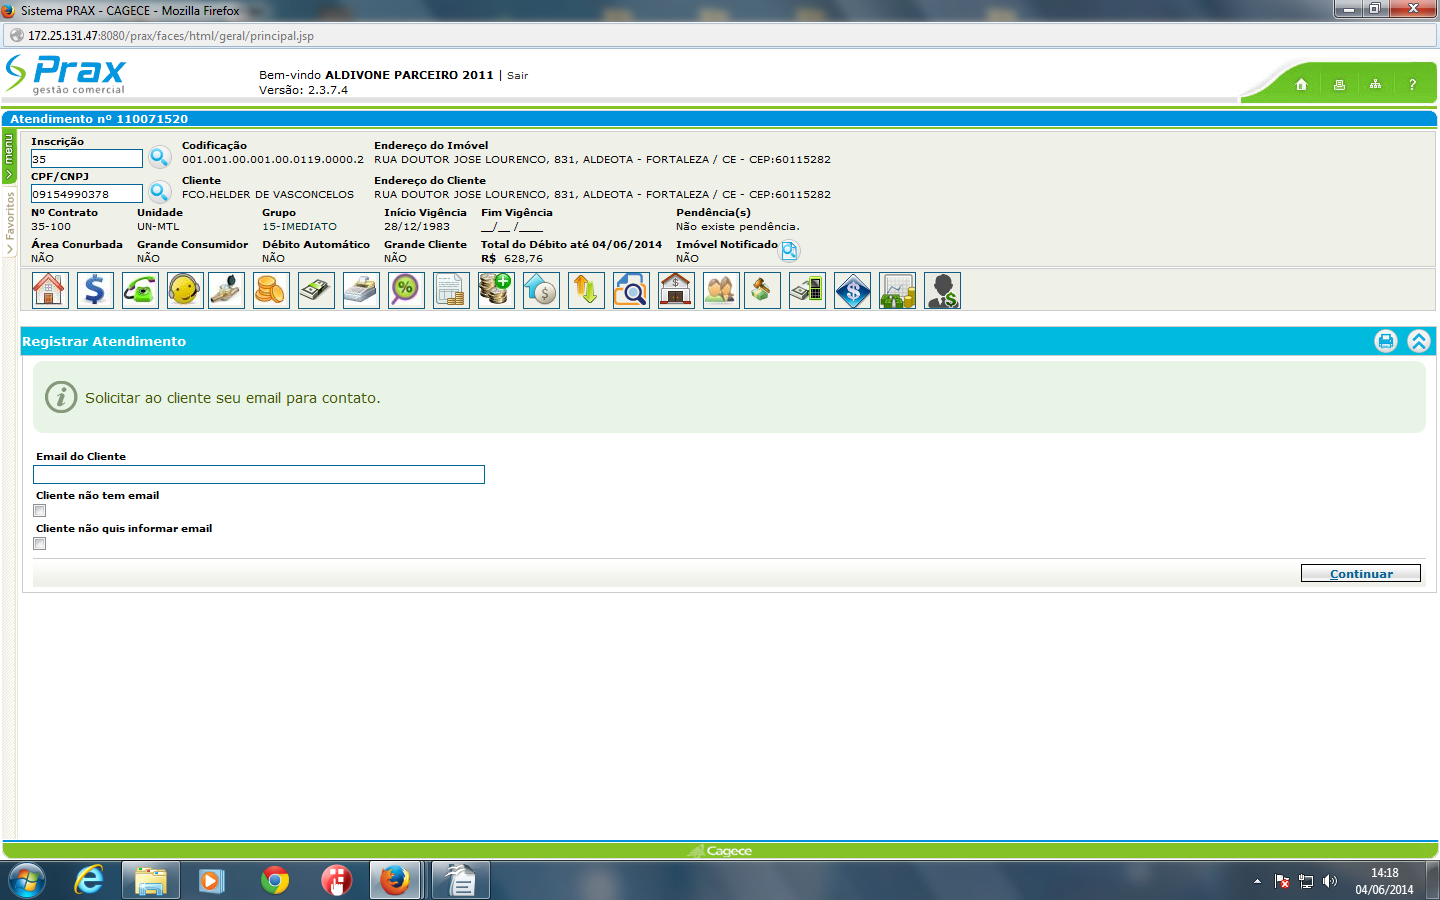 Sistema PRAX - CAGECE - Mozilla Firefox
172.25.131.47:8080/prax/faces/html/geral/principal.jsp
Prax
gestão comercial
Bem-vindo ALDIVONE PARCEIRO 2011 | Sair
Versão: 2.3.7.4
?
Atendimento nº 110071520
menu
Favoritos
Inscrição Codificação Endereço do Imóvel
35 001.001.00.001.00.0119.0000.2 RUA DOUTOR JOSE LOURENCO, 831, ALDEOTA - FORTALEZA / CE - CEP:60115282
CPF/CNPJ Cliente Endereço do Cliente
09154990378 FCO.HELDER DE VASCONCELOS RUA DOUTOR JOSE LOURENCO, 831, ALDEOTA - FORTALEZA / CE - CEP:60115282
Nº Contrato Unidade Grupo Início Vigência Fim Vigência Pendência(s)
35-100 UN-MTL 15-IMEDIATO 28/12/1983 __/__ /____ Não existe pendência.
Área Conurbada Grande Consumidor Débito Automático Grande Cliente Total do Débito até 04/06/2014 Imóvel Notificado
NÃO NÃO NÃO NÃO R$ 628,76 NÃO
Registrar Atendimento
Solicitar ao cliente seu email para contato.
Email do Cliente
Cliente não tem email
Cliente não quis informar email
Continuar
Cagece
14:18
04/06/2014